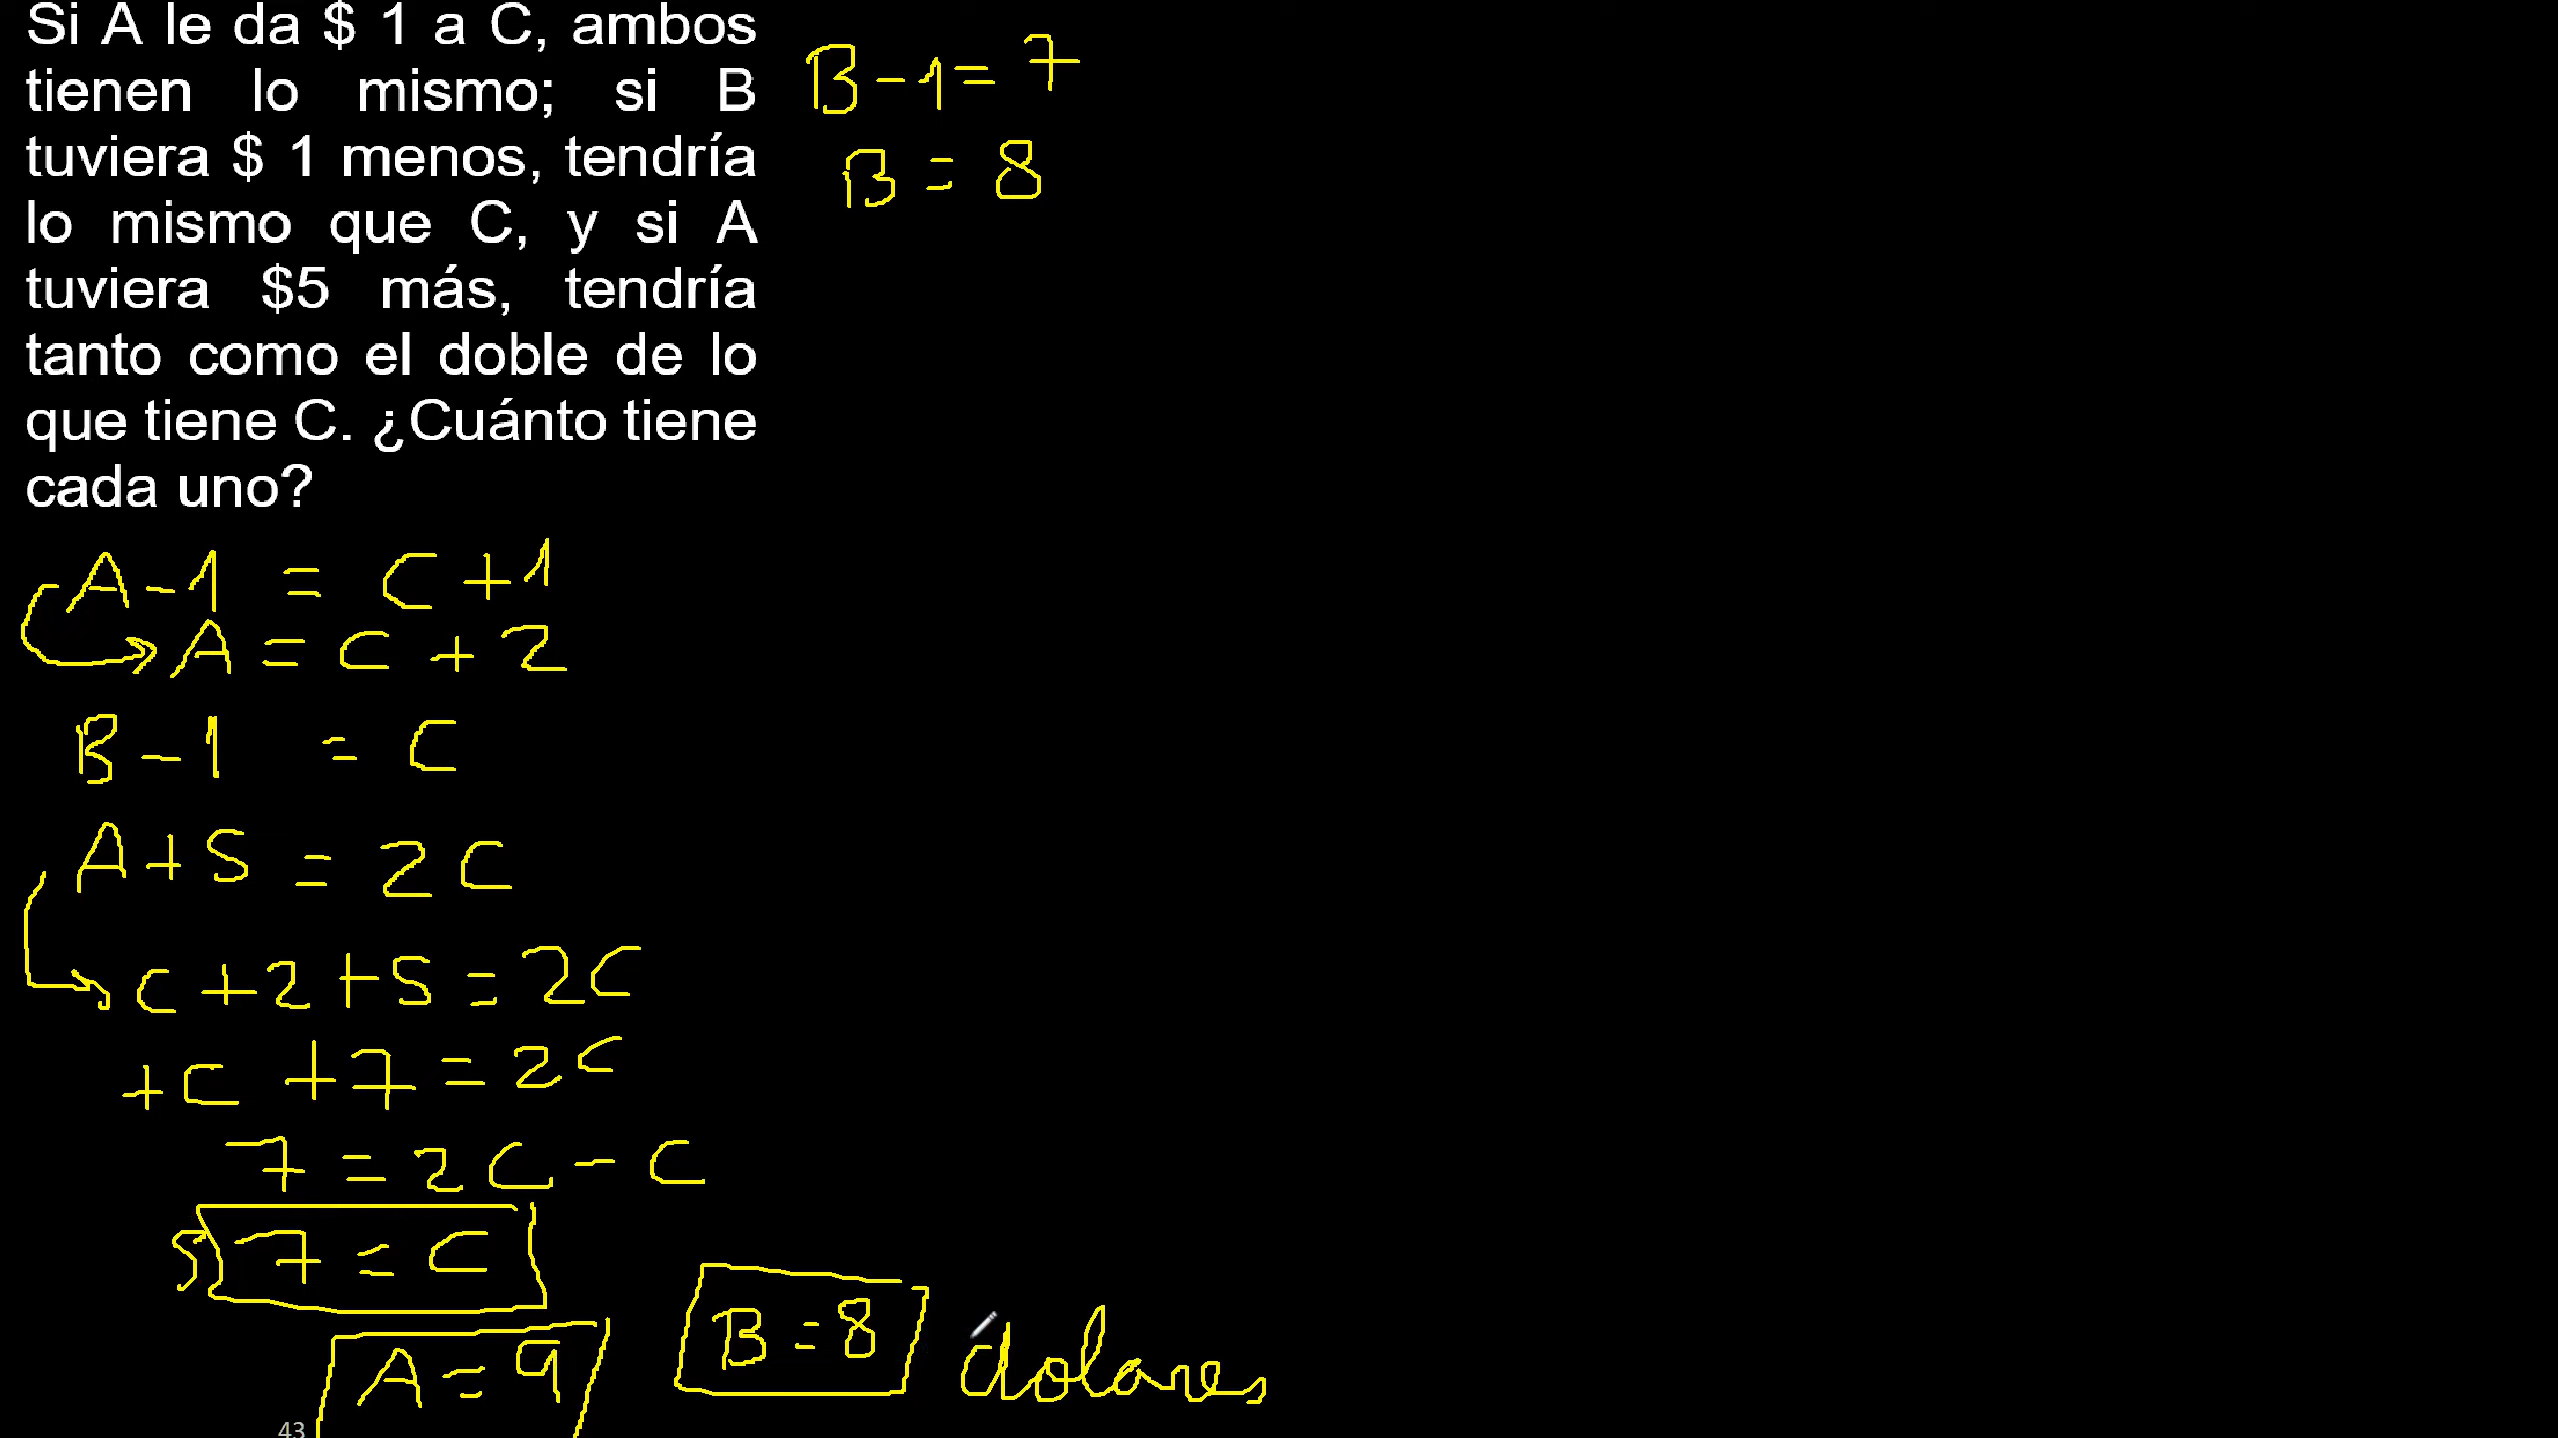 Si A le da $ 1 a C, ambos
tienen lo mismo; si B
tuviera $ 1 menos, tendría
lo mismo que C, y si A
tuviera $5 más, tendría
tanto como el doble de lo
que tiene C. ¿Cuánto tiene
cada uno?
A - 1 = C + 1
A = C + 2
B - 1 = C
A + 5 = 2C
C + 2 + 5 = 2C
+C + 7 = 2C
7 = 2C - C
7 = C
A = 9
B = 8 dolares
43
B - 1 = 7
B = 8